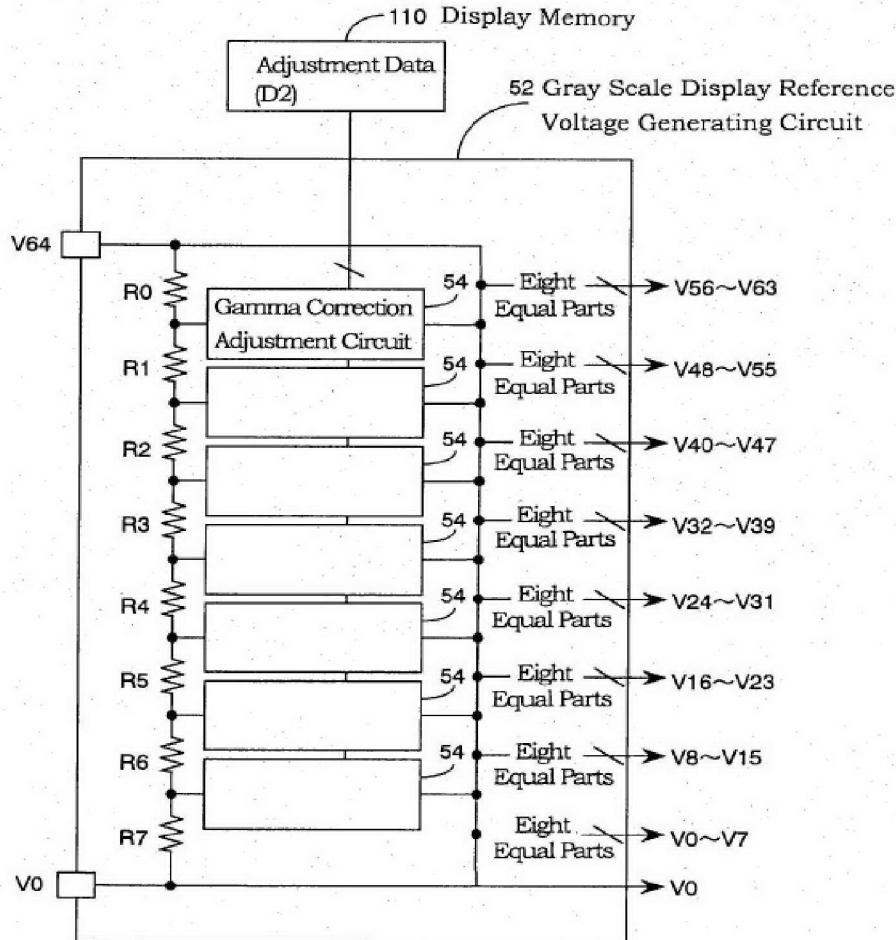 110 Display Memory
Adjustment Data
(D2)
52 Gray Scale Display Reference
Voltage Generating Circuit
V64
R0
Gamma Correction
Adjustment Circuit
54
Eight
Equal Parts
V56~V63
R1
54
Eight
Equal Parts
V48~V55
R2
54
Eight
Equal Parts
V40~V47
R3
54
Eight
Equal Parts
V32~V39
R4
54
Eight
Equal Parts
V24~V31
R5
54
Eight
Equal Parts
V16~V23
R6
54
Eight
Equal Parts
V8~V15
R7
Eight
Equal Parts
V0~V7
V0
V0